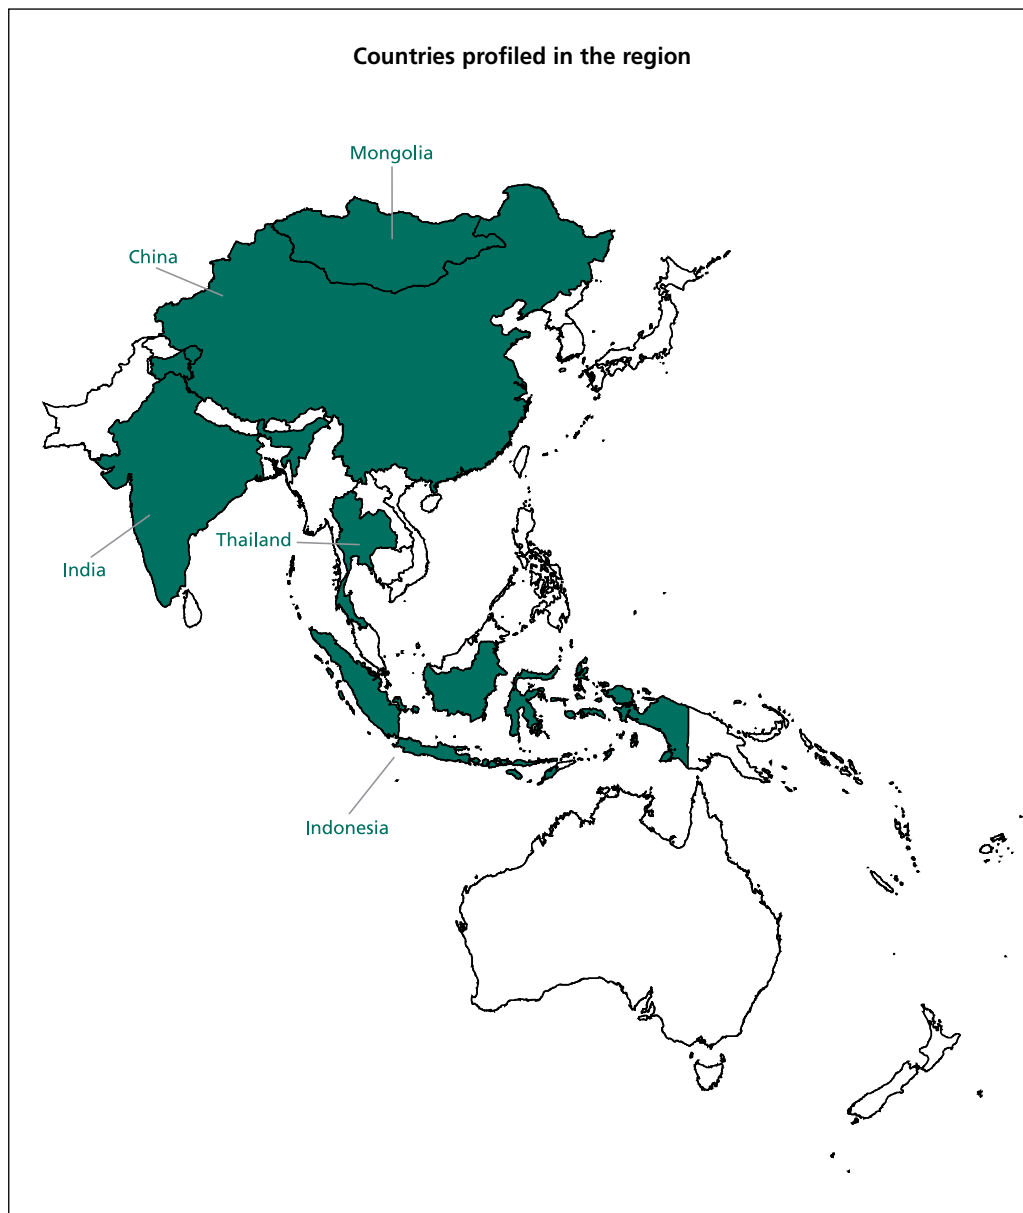 Countries profiled in the region
Mongolia
China
Thailand
India
Indonesia